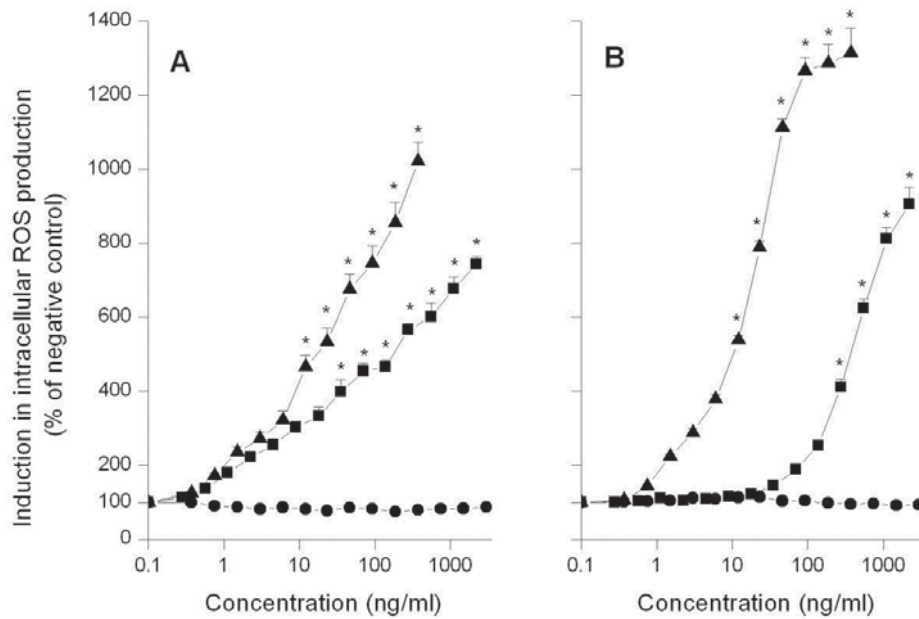 Induction in intracellular ROS production
(% of negative control)
1400
1200
1000
800
600
400
200
100
0
A
B
* * * * * * *
* * * * * * * *
* * * * * * *
* * * *
0.1 1 10 100 1000
0.1 1 10 100 1000
Concentration (ng/ml)
Concentration (ng/ml)